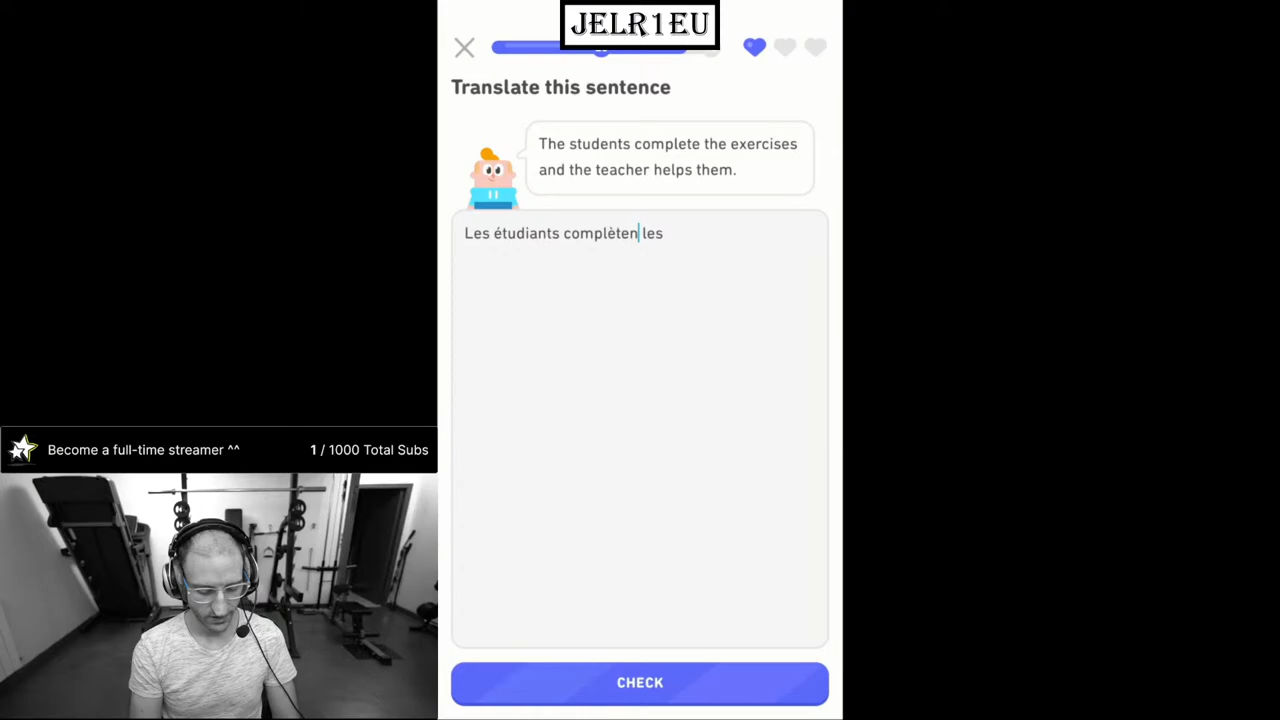 JELR1EU
Translate this sentence
The students complete the exercises
and the teacher helps them.
Les étudiants complèten les
Become a full-time streamer ^^ 1 / 1000 Total Subs
CHECK